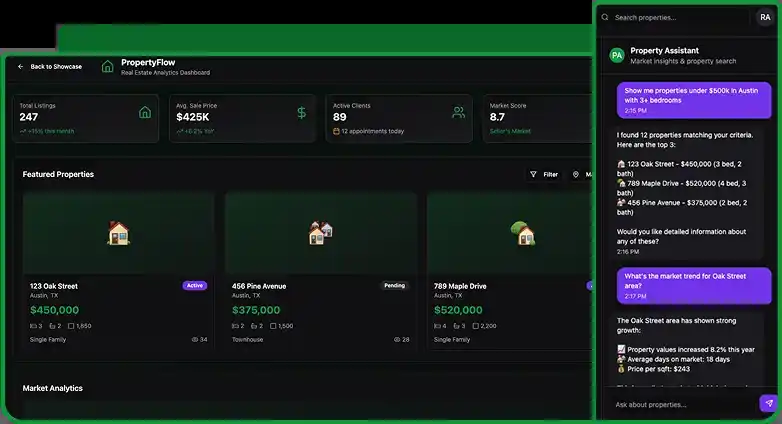 Back to Showcase
PropertyFlow
Real Estate Analytics Dashboard
Total Listings
247
+15% this month
Avg. Sale Price
$425K
+8.2% YoY
Active Clients
89
12 appointments today
Market Score
8.7
Seller's Market
Featured Properties
Filter
123 Oak Street
Active
Austin, TX
$450,000
3 2 1,850
Single Family
34
456 Pine Avenue
Pending
Austin, TX
$375,000
2 2 1,500
Townhouse
28
789 Maple Drive
Austin, TX
$520,000
4 3 2,200
Single Family
Market Analytics
Search properties...
RA
PA
Property Assistant
Market insights & property search
Show me properties under $500k in Austin
with 3+ bedrooms
2:15 PM
I found 12 properties matching your criteria.
Here are the top 3:
123 Oak Street - $450,000 (3 bed, 2
bath)
789 Maple Drive - $520,000 (4 bed, 3
bath)
456 Pine Avenue - $375,000 (2 bed, 2
bath)
Would you like detailed information about
any of these?
2:16 PM
What's the market trend for Oak Street
area?
2:17 PM
The Oak Street area has shown strong
growth:
Property values increased 8.2% this year
Average days on market: 18 days
Price per sqft: $243
Ask about properties...